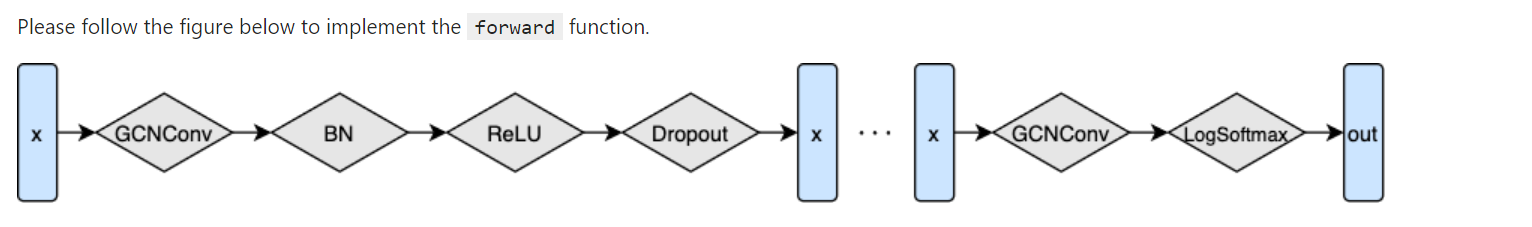 Please follow the figure below to implement the forward function.
x GCNConv BN ReLU Dropout x ... x GCNConv LogSoftmax out